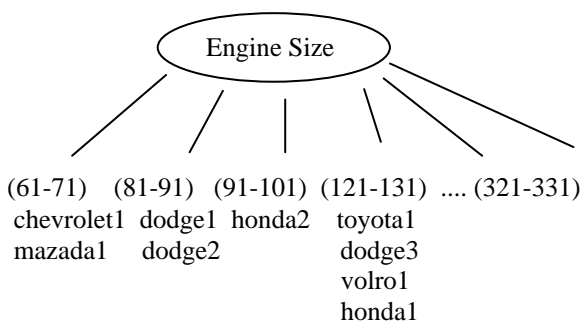 Engine Size
(61-71) (81-91) (91-101) (121-131) .... (321-331)
chevrolet1 dodge1 honda2 toyota1
mazada1 dodge2 dodge3
volro1
honda1